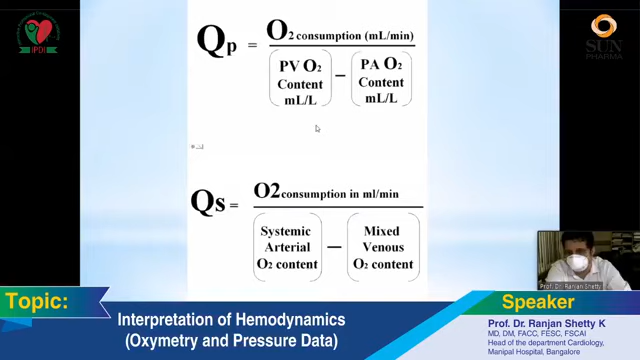 Qp = O2 consumption (mL/min)
PV O2 Content mL/L − PA O2 Content mL/L
Qs = O2 consumption in ml/min
Systemic Arterial O2 content — Mixed Venous O2 content
(PDI)
SUN
PHARMA
Prof. Dr. Ranjan Shetty
Topic:
Interpretation of Hemodynamics
(Oxymetry and Pressure Data)
Speaker
Prof. Dr. Ranjan Shetty K
MD, DM, FACC, FESC, FSCAI
Head of the department Cardiology,
Manipal Hospital, Bangalore